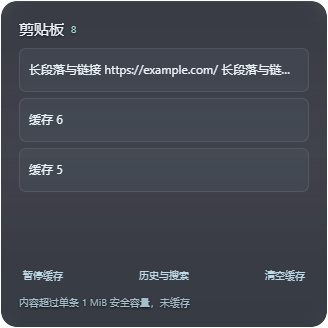 剪贴板 8
长段落与链接 https://example.com/ 长段落与链...
缓存 6
缓存 5
暂停缓存 历史与搜索 清空缓存
内容超过单条 1 MiB 安全容量，未缓存